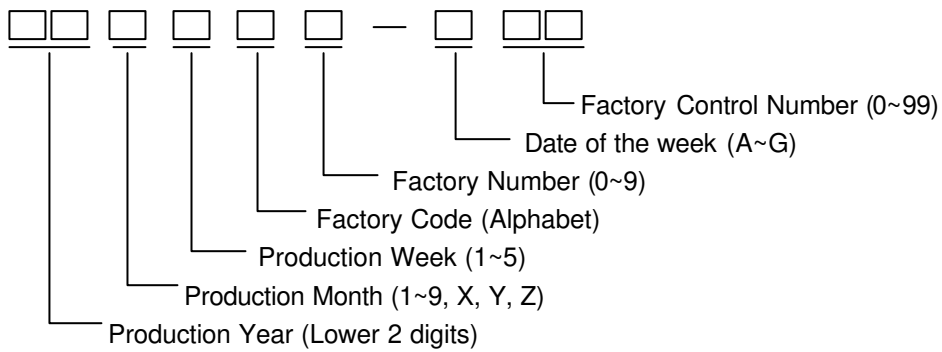 Factory Control Number (0~99)
Date of the week (A~G)
Factory Number (0~9)
Factory Code (Alphabet)
Production Week (1~5)
Production Month (1~9, X, Y, Z)
Production Year (Lower 2 digits)